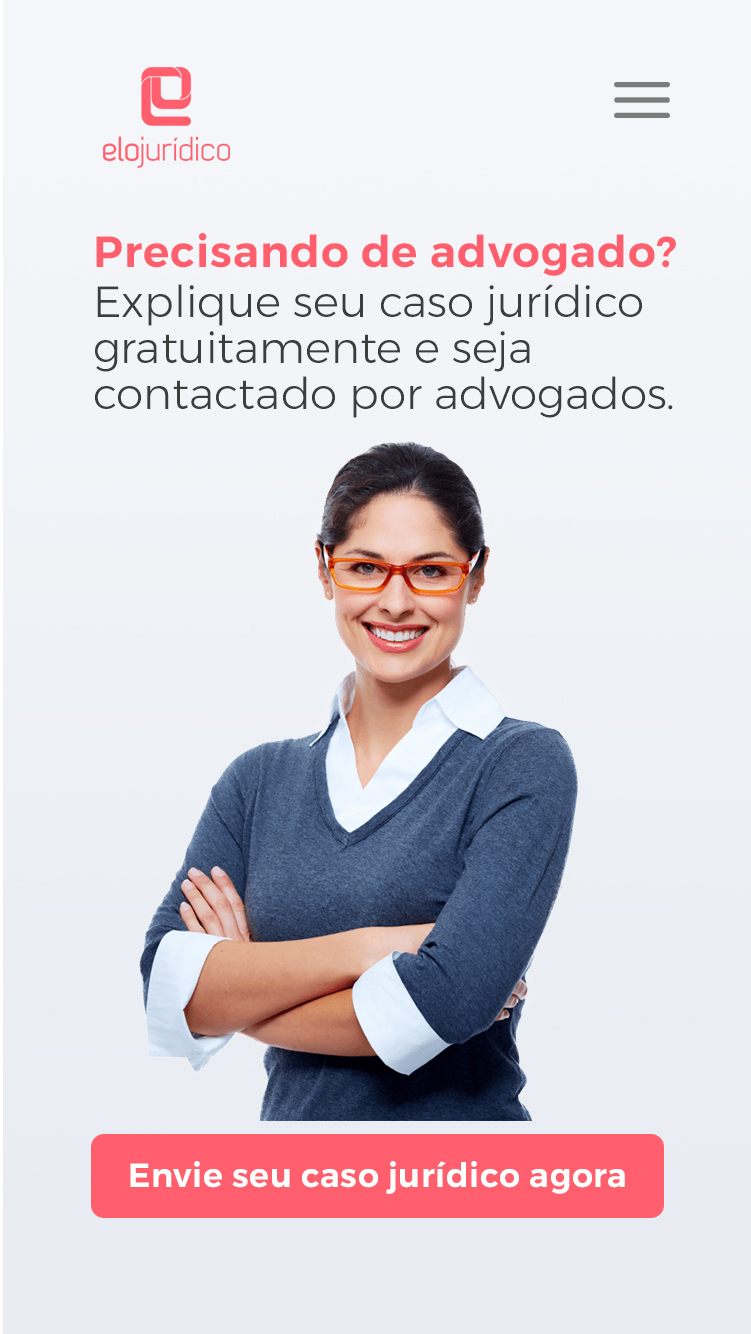 elojurídico
Precisando de advogado?
Explique seu caso jurídico
gratuitamente e seja
contactado por advogados.
Envie seu caso jurídico agora